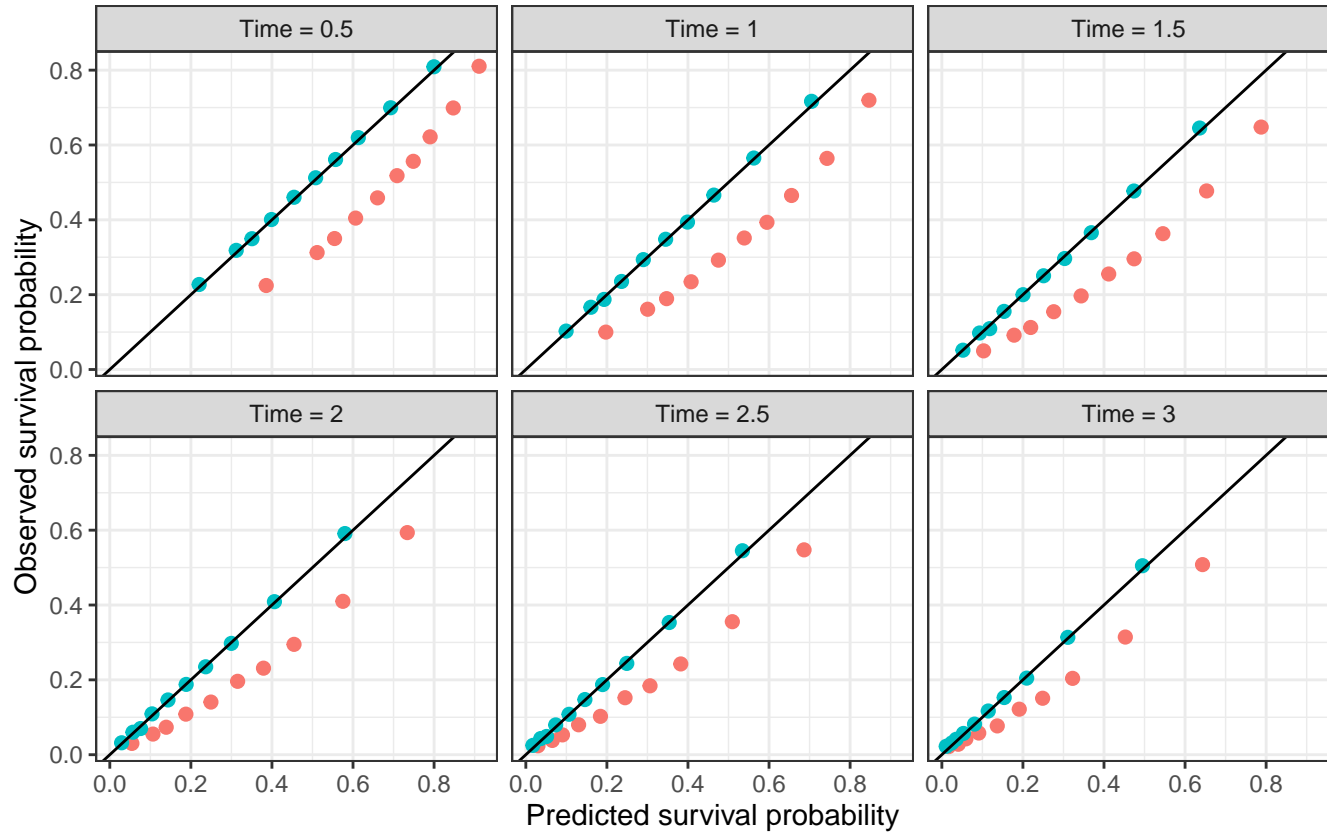 Time = 0.5 Time = 1 Time = 1.5
0.8
0.6
0.4
0.2
0.0
Time = 2 Time = 2.5 Time = 3
0.8
0.6
0.4
0.2
0.0
0.0 0.2 0.4 0.6 0.8 0.0 0.2 0.4 0.6 0.8 0.0 0.2 0.4 0.6 0.8
Predicted survival probability
Observed survival probability